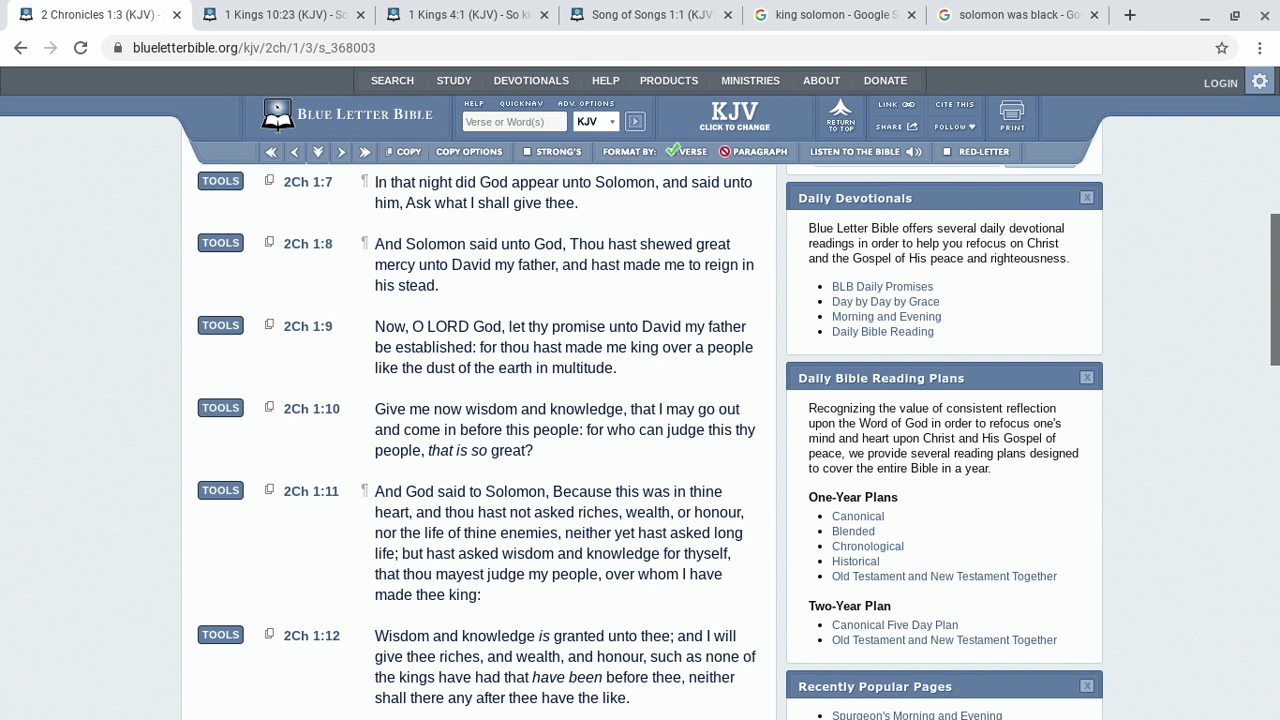 2 Chronicles 1:3 (KJV) -
1 Kings 10:23 (KJV) - So
1 Kings 4:1 (KJV) - So ki
Song of Songs 1:1 (KJV)
king solomon - Google S
solomon was black - Go
blueletterbible.org/kjv/2ch/1/3/s_368003
SEARCH STUDY DEVOTIONALS HELP PRODUCTS MINISTRIES ABOUT DONATE
LOGIN
BLUE LETTER BIBLE
HELP QUICKNAV ADV. OPTIONS
Verse or Word(s) KJV
KJV
CLICK TO CHANGE
RETURN
TO TOP
LINK CITE THIS
SHARE FOLLOW
PRINT
COPY COPY OPTIONS STRONG'S FORMAT BY: VERSE PARAGRAPH LISTEN TO THE BIBLE RED-LETTER
TOOLS 2Ch 1:7 ¶ In that night did God appear unto Solomon, and said unto
him, Ask what I shall give thee.
TOOLS 2Ch 1:8 ¶ And Solomon said unto God, Thou hast shewed great
mercy unto David my father, and hast made me to reign in
his stead.
TOOLS 2Ch 1:9 Now, O LORD God, let thy promise unto David my father
be established: for thou hast made me king over a people
like the dust of the earth in multitude.
TOOLS 2Ch 1:10 Give me now wisdom and knowledge, that I may go out
and come in before this people: for who can judge this thy
people, that is so great?
TOOLS 2Ch 1:11 ¶ And God said to Solomon, Because this was in thine
heart, and thou hast not asked riches, wealth, or honour,
nor the life of thine enemies, neither yet hast asked long
life; but hast asked wisdom and knowledge for thyself,
that thou mayest judge my people, over whom I have
made thee king:
TOOLS 2Ch 1:12 Wisdom and knowledge is granted unto thee; and I will
give thee riches, and wealth, and honour, such as none of
the kings have had that have been before thee, neither
shall there any after thee have the like.
Daily Devotionals X
Blue Letter Bible offers several daily devotional
readings in order to help you refocus on Christ
and the Gospel of His peace and righteousness.
• BLB Daily Promises
• Day by Day by Grace
• Morning and Evening
• Daily Bible Reading
Daily Bible Reading Plans X
Recognizing the value of consistent reflection
upon the Word of God in order to refocus one's
mind and heart upon Christ and His Gospel of
peace, we provide several reading plans designed
to cover the entire Bible in a year.
One-Year Plans
• Canonical
• Blended
• Chronological
• Historical
• Old Testament and New Testament Together
Two-Year Plan
• Canonical Five Day Plan
• Old Testament and New Testament Together
Recently Popular Pages X
• Spurgeon's Morning and Evening